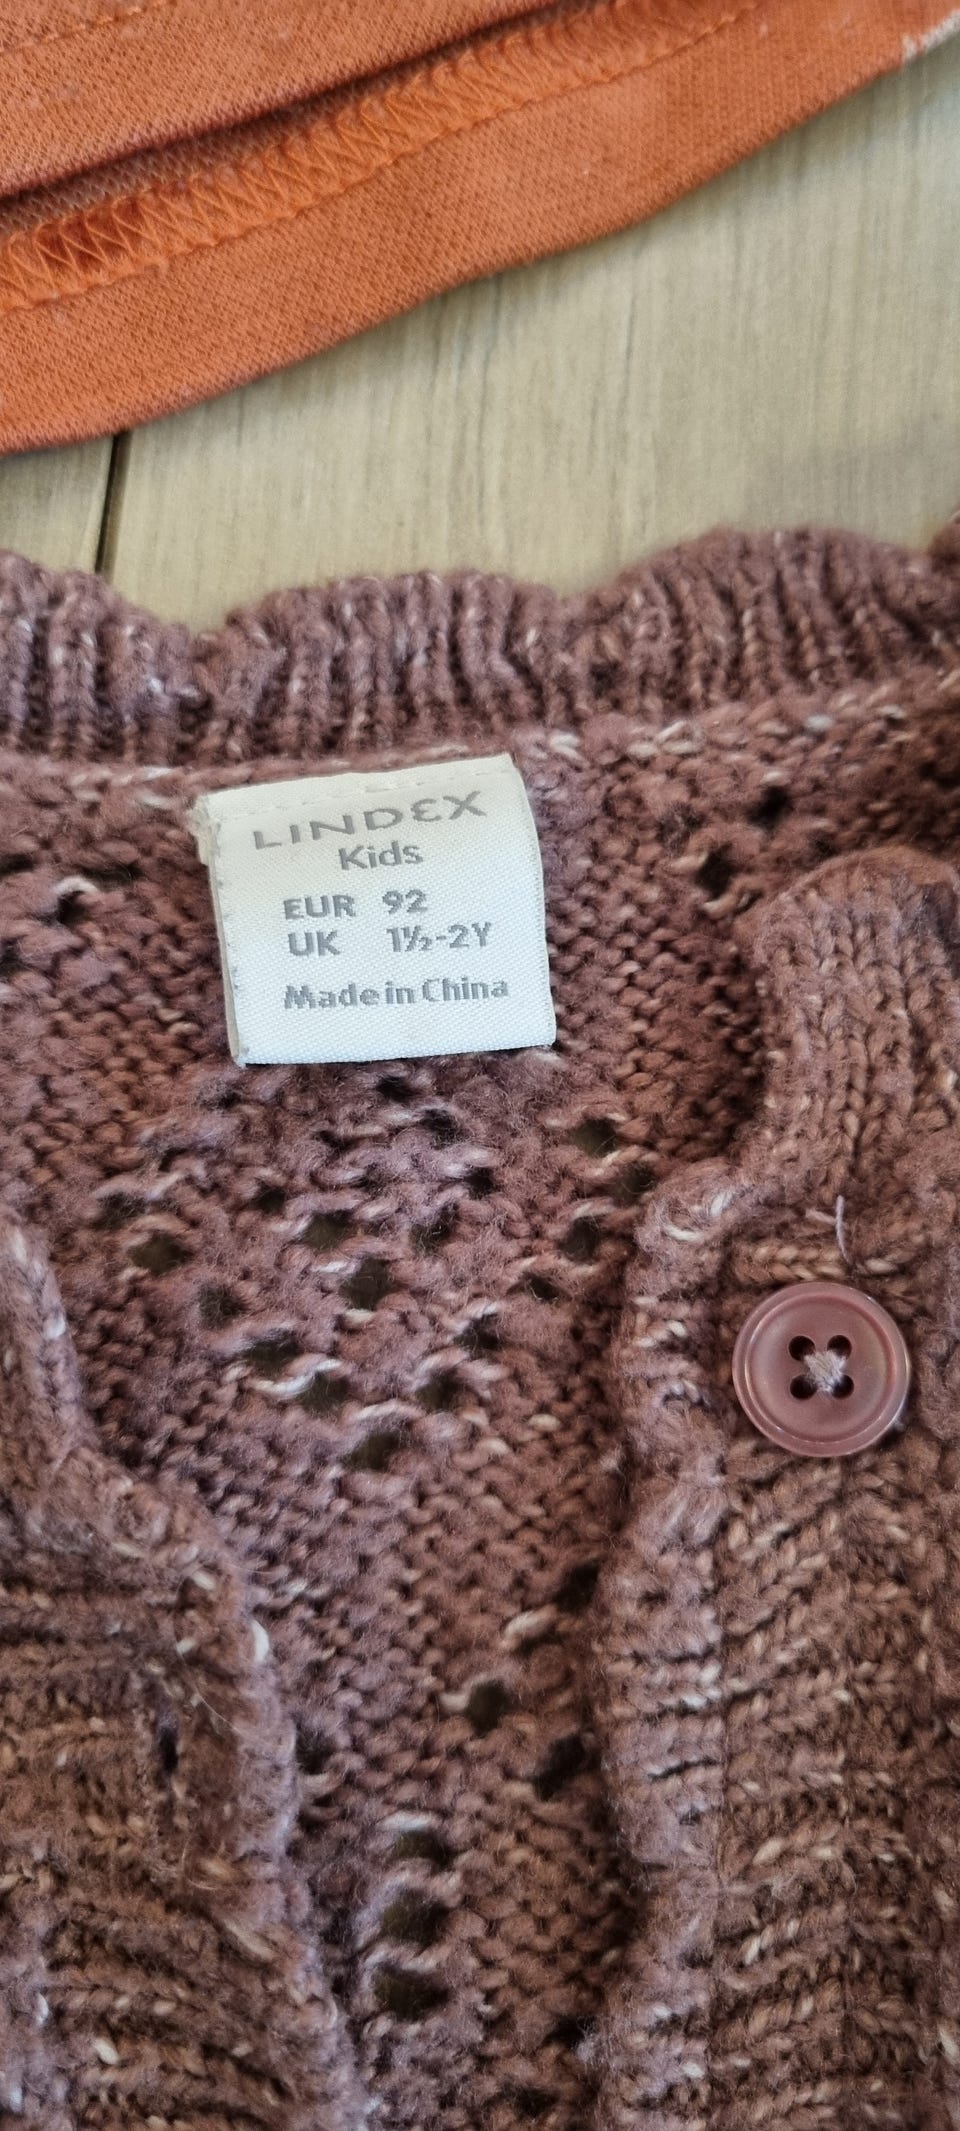 LINDEX
Kids
EUR 92
UK 1½-2Y
Made in China